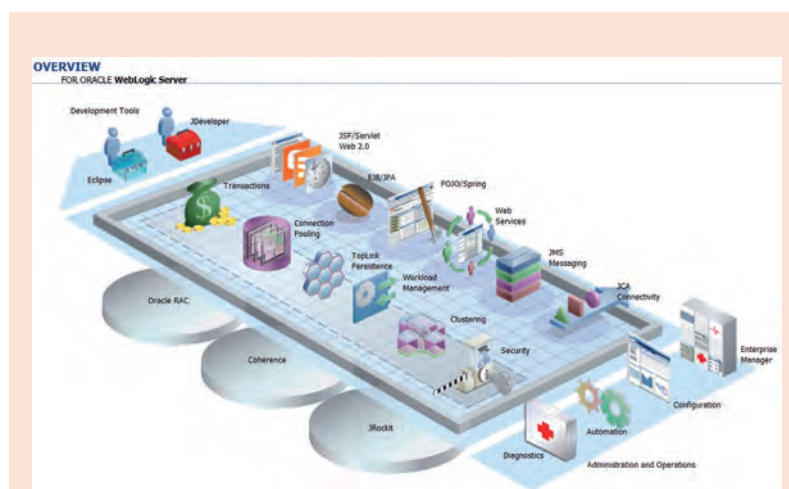 OVERVIEW
FOR ORACLE WebLogic Server
Development Tools
JDeveloper
Eclipse
JSF/Servlet
Web 2.0
Transactions
EJB/JPA
POJO/Spring
Connection
Pooling
Web
Services
TopLink
Persistence
Workload
Management
JMS
Messaging
JCA
Connectivity
Oracle RAC
Clustering
Security
Enterprise
Manager
Coherence
Configuration
JRockit
Automation
Diagnostics
Administration and Operations